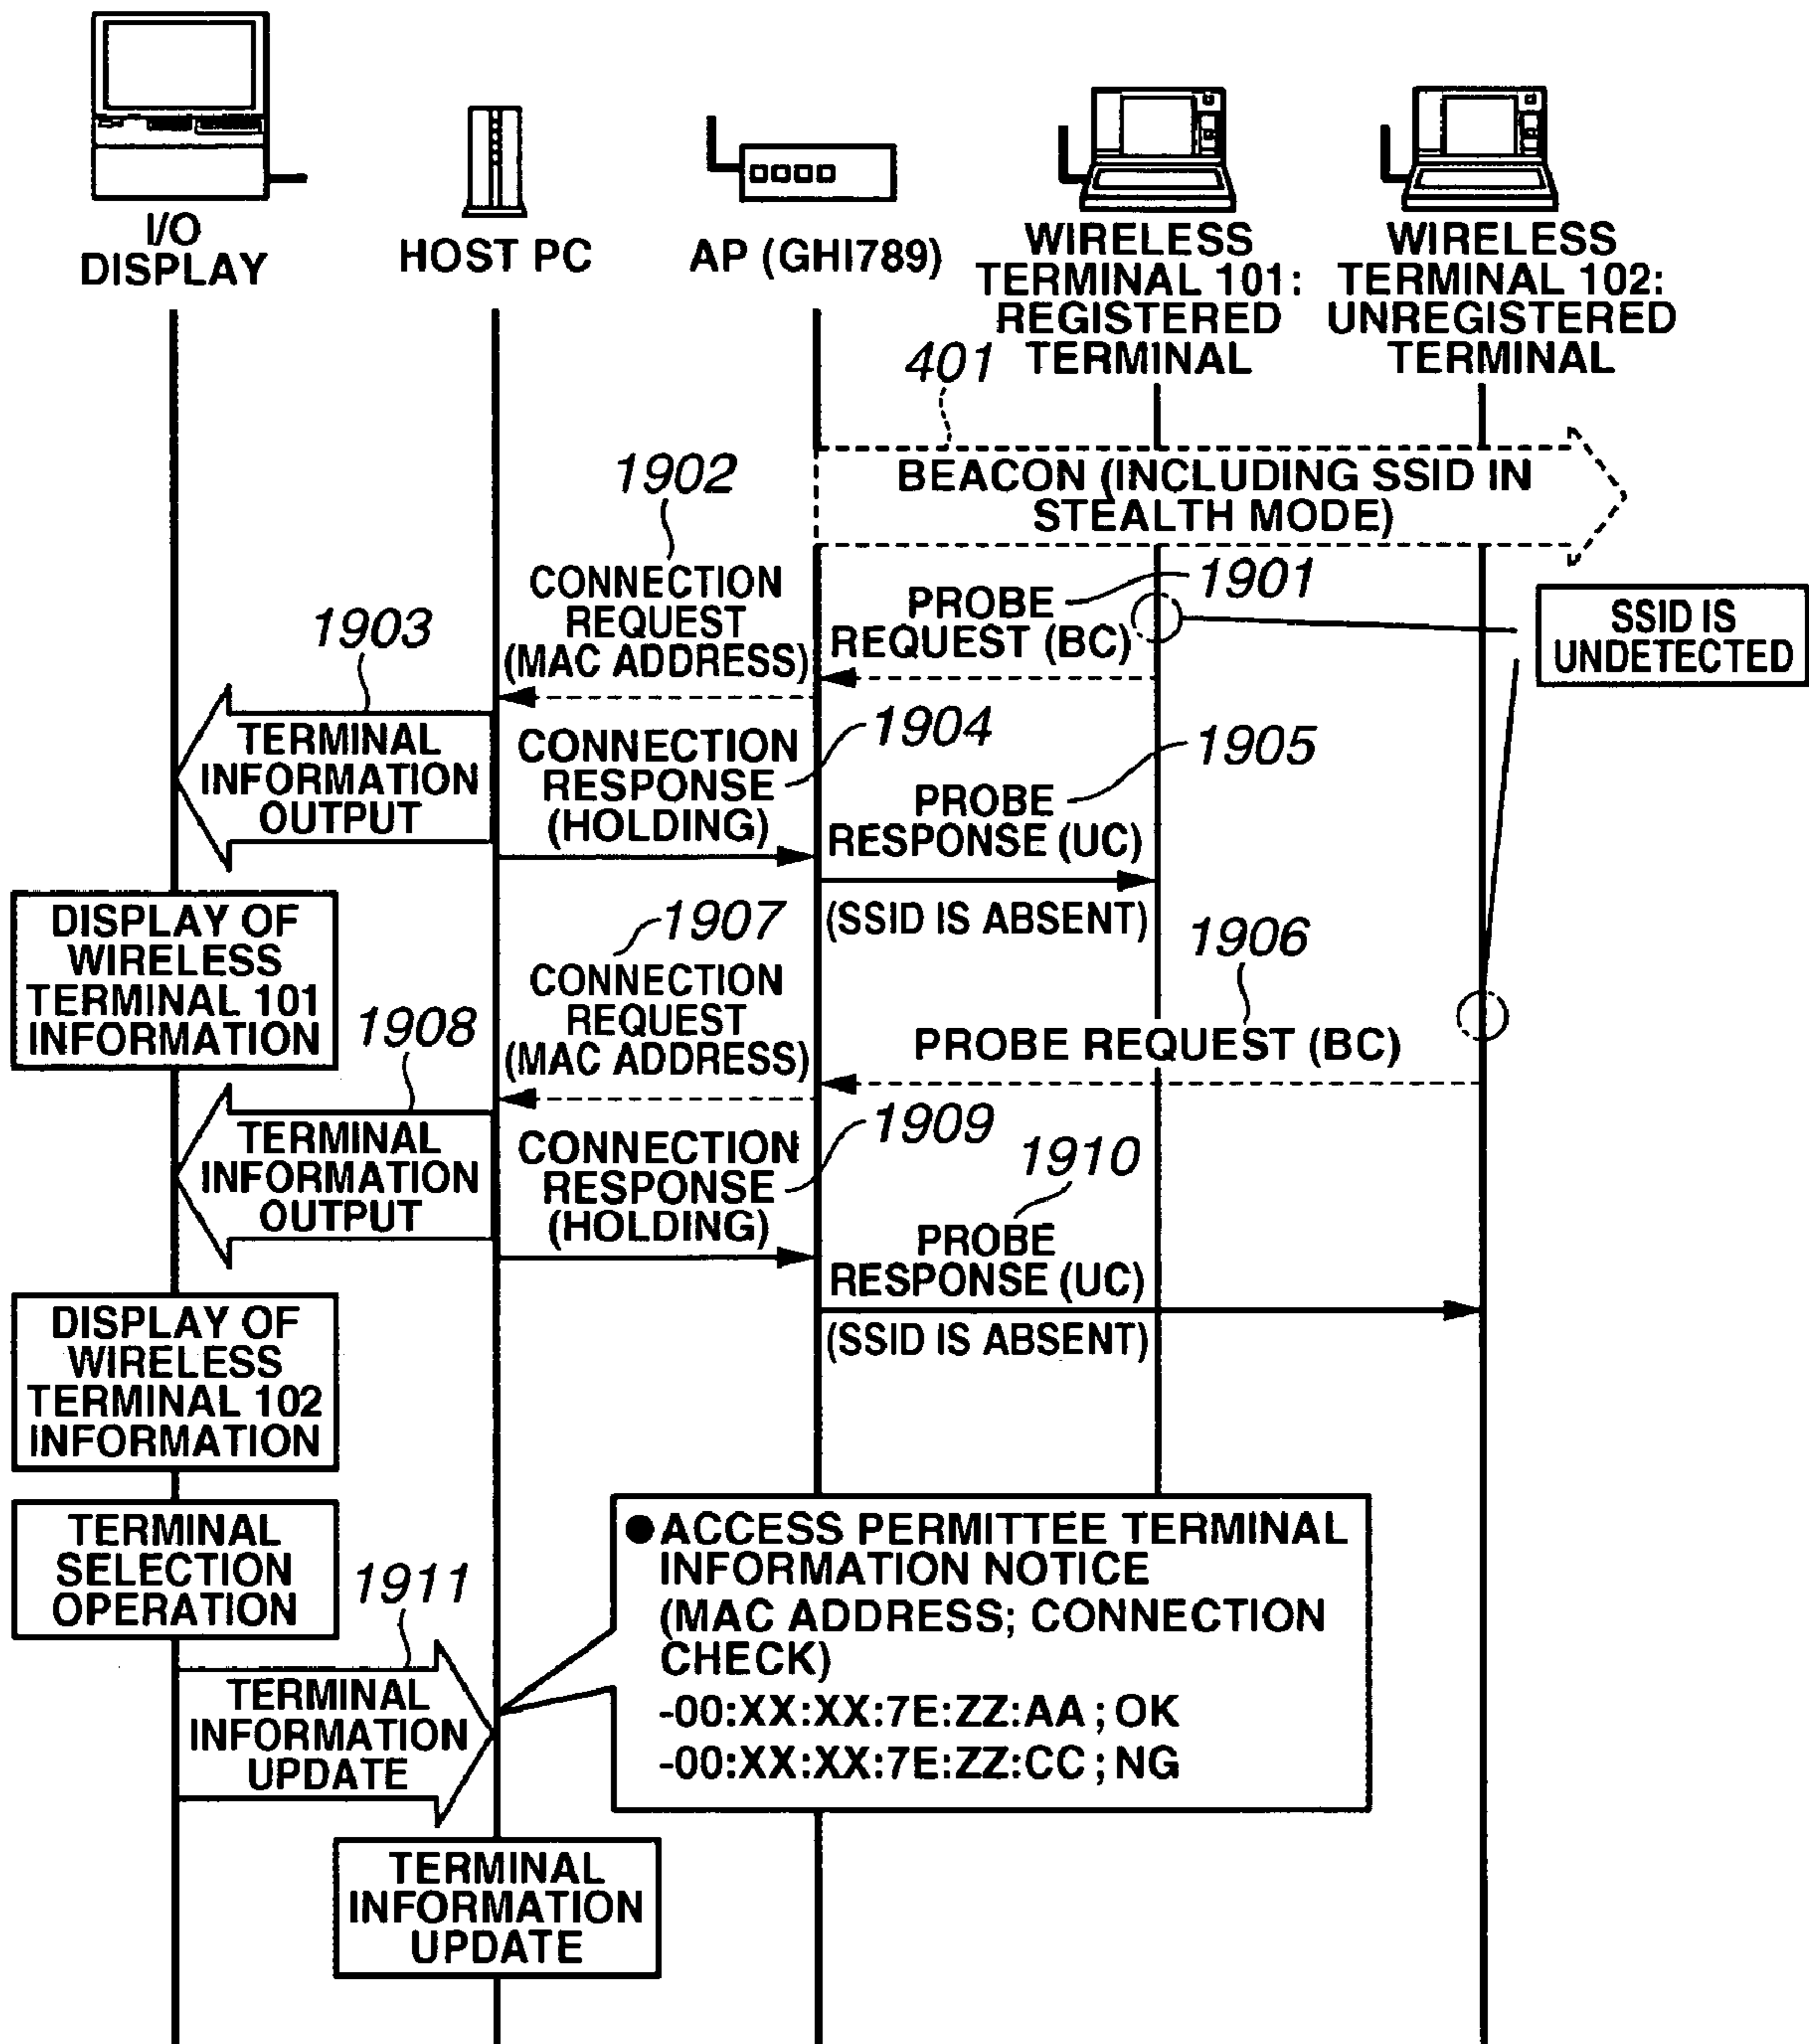 I/O
DISPLAY
HOST PC
AP (GHI789)
WIRELESS
TERMINAL 101:
REGISTERED
TERMINAL
WIRELESS
TERMINAL 102:
UNREGISTERED
TERMINAL
401
BEACON (INCLUDING SSID IN
STEALTH MODE)
1902
CONNECTION
REQUEST
(MAC ADDRESS)
PROBE
REQUEST (BC)
1901
SSID IS
UNDETECTED
1903
TERMINAL
INFORMATION
OUTPUT
CONNECTION
RESPONSE
(HOLDING)
1904
PROBE
RESPONSE (UC)
1905
(SSID IS ABSENT)
DISPLAY OF
WIRELESS
TERMINAL 101
INFORMATION
1907
CONNECTION
REQUEST
(MAC ADDRESS)
1906
PROBE REQUEST (BC)
1908
TERMINAL
INFORMATION
OUTPUT
CONNECTION
RESPONSE
(HOLDING)
1909
1910
PROBE
RESPONSE (UC)
(SSID IS ABSENT)
DISPLAY OF
WIRELESS
TERMINAL 102
INFORMATION
TERMINAL
SELECTION
OPERATION
1911
TERMINAL
INFORMATION
UPDATE
●ACCESS PERMITTEE TERMINAL
INFORMATION NOTICE
(MAC ADDRESS; CONNECTION
CHECK)
-00:XX:XX:7E:ZZ:AA ; OK
-00:XX:XX:7E:ZZ:CC ; NG
TERMINAL
INFORMATION
UPDATE